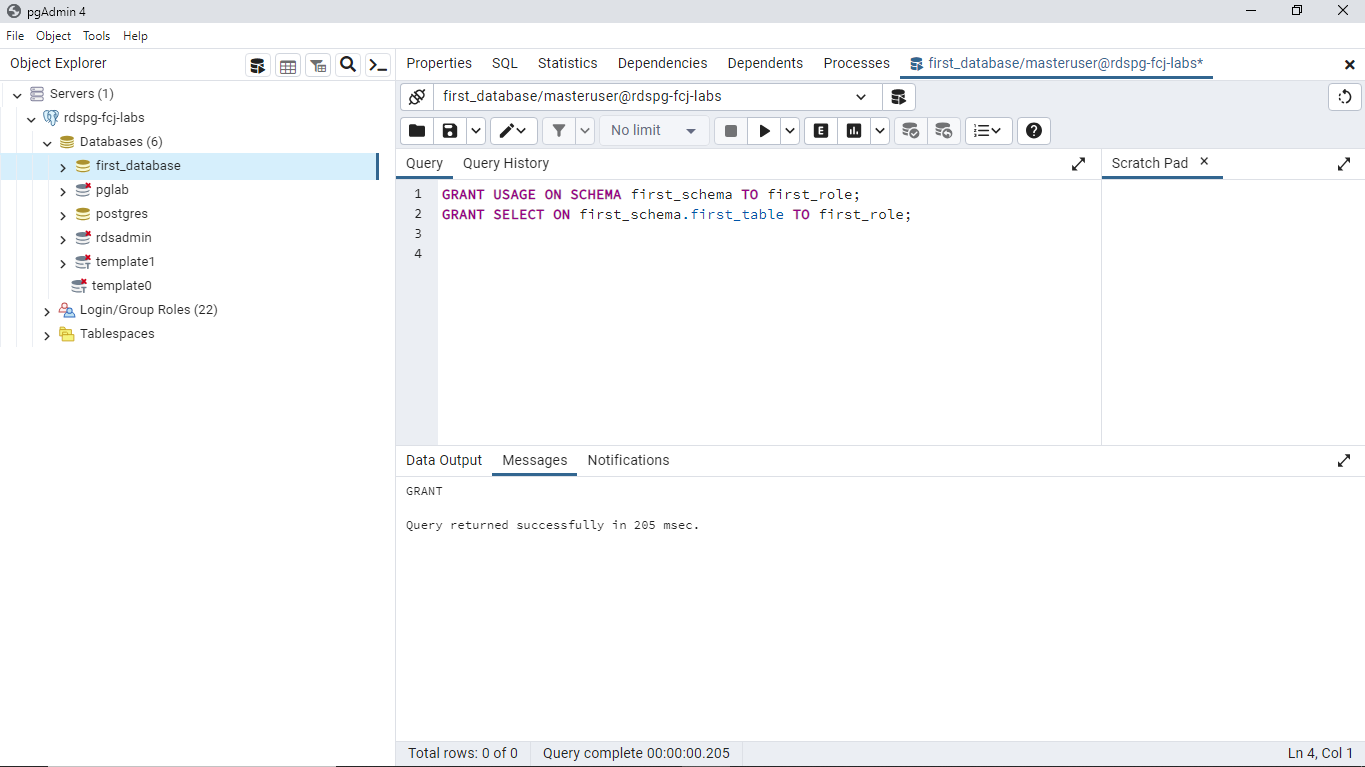 pgAdmin 4
File Object Tools Help
Object Explorer
Servers (1)
rdspg-fcj-labs
Databases (6)
first_database
pglab
postgres
rdsadmin
template1
template0
Login/Group Roles (22)
Tablespaces
Properties SQL Statistics Dependencies Dependents Processes first_database/masteruser@rdspg-fcj-labs*
first_database/masteruser@rdspg-fcj-labs
No limit E
Query Query History
Scratch Pad
1 GRANT USAGE ON SCHEMA first_schema TO first_role;
2 GRANT SELECT ON first_schema.first_table TO first_role;
3
4
Data Output Messages Notifications
GRANT
Query returned successfully in 205 msec.
Total rows: 0 of 0 Query complete 00:00:00.205 Ln 4, Col 1